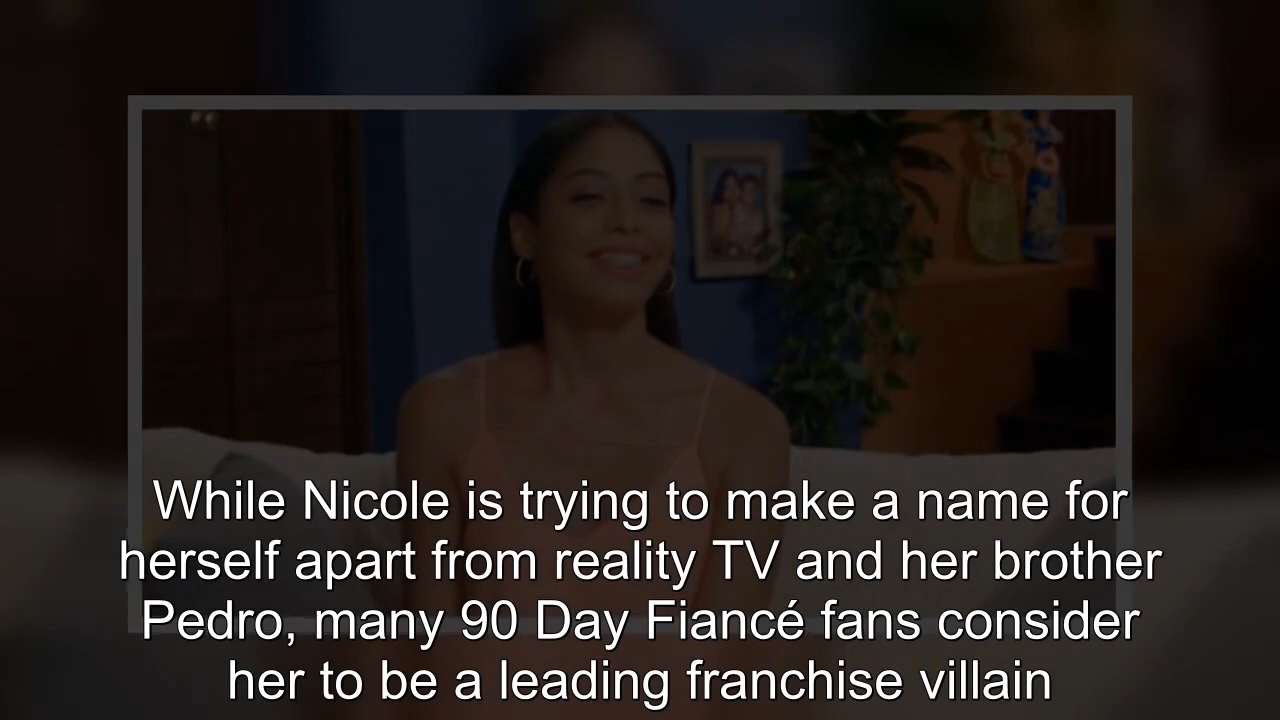 While Nicole is trying to make a name for
herself apart from reality TV and her brother
Pedro, many 90 Day Fiancé fans consider
her to be a leading franchise villain